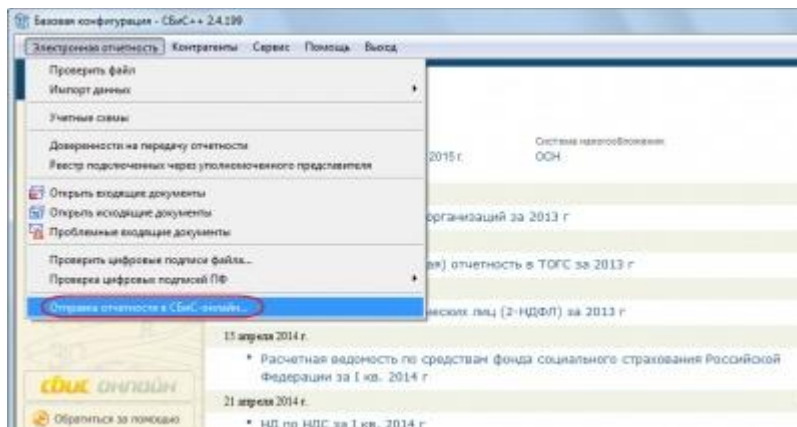 Базовая конфигурация - СБиС++ 2.4.199
Электронная отчетность Контрагенты Сервис Помощь Выход
Проверить файл
Импорт данных
Учетные схемы
Доверенности на передачу отчетности
Реестр подключенных через уполномоченного представителя
Система налогообложения
2015 г.
ОСН
Открыть входящие документы
Открыть исходящие документы
организаций за 2013 г
Проблемные входящие документы
Проверить цифровые подписи файла...
ая) отчетность в ТОГС за 2013 г
Проверка цифровых подписей ПФ
Отправка отчетности в СБиС-онлайн...
ческих лиц (2-НДФЛ) за 2013 г
15 апреля 2014 г.
Расчетная ведомость по средствам фонда социального страхования Российской
Федерации за I кв. 2014 г
сбис онлайн
21 апреля 2014 г.
Обратиться за помощью
НД по НДС за I кв. 2014 г